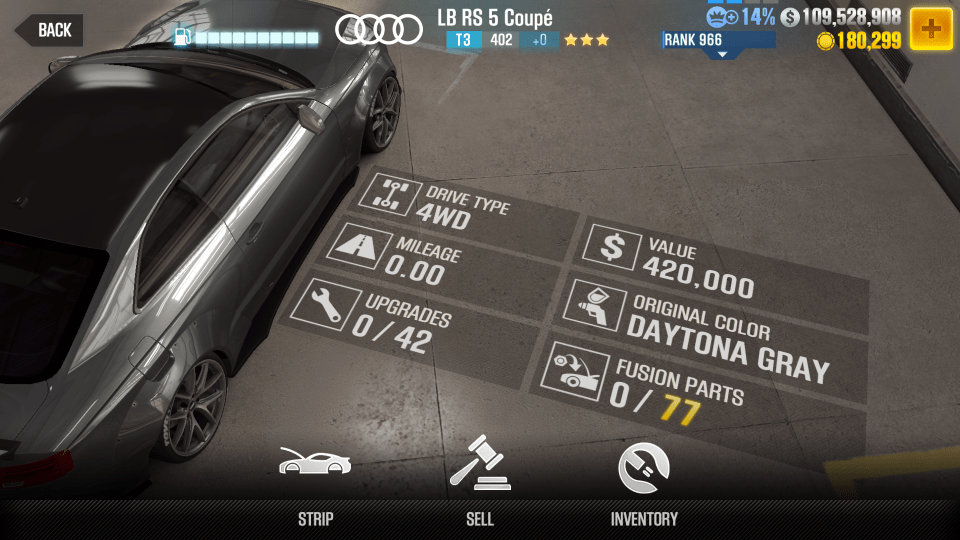 BACK
LB RS 5 Coupé
T3 402 +0
14%
109,528,908
RANK 966
180,299
DRIVE TYPE
4WD
MILEAGE
0.00
UPGRADES
0 / 42
VALUE
420,000
ORIGINAL COLOR
DAYTONA GRAY
FUSION PARTS
0 / 77
STRIP
SELL
INVENTORY